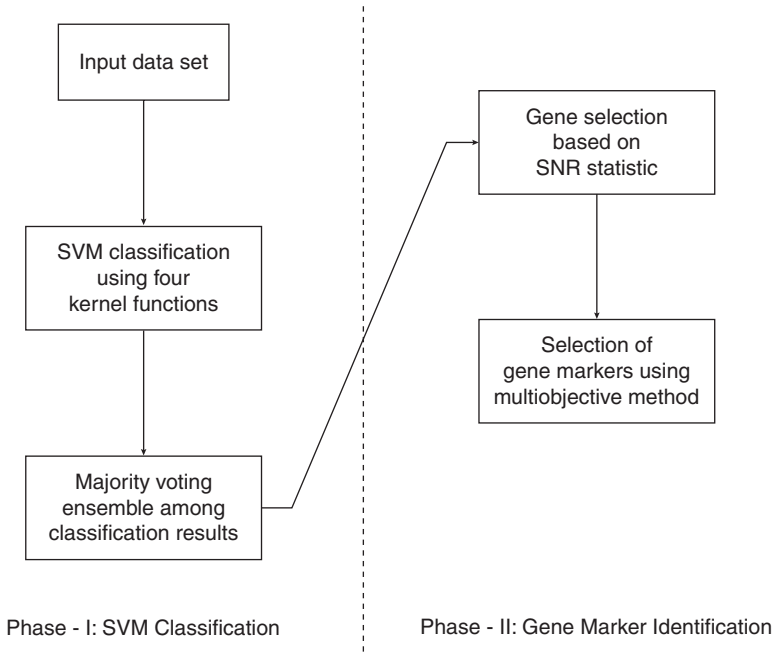 Input data set
SVM classification
using four
kernel functions
Majority voting
ensemble among
classification results
Phase - I: SVM Classification
Gene selection
based on
SNR statistic
Selection of
gene markers using
multiobjective method
Phase - II: Gene Marker Identification